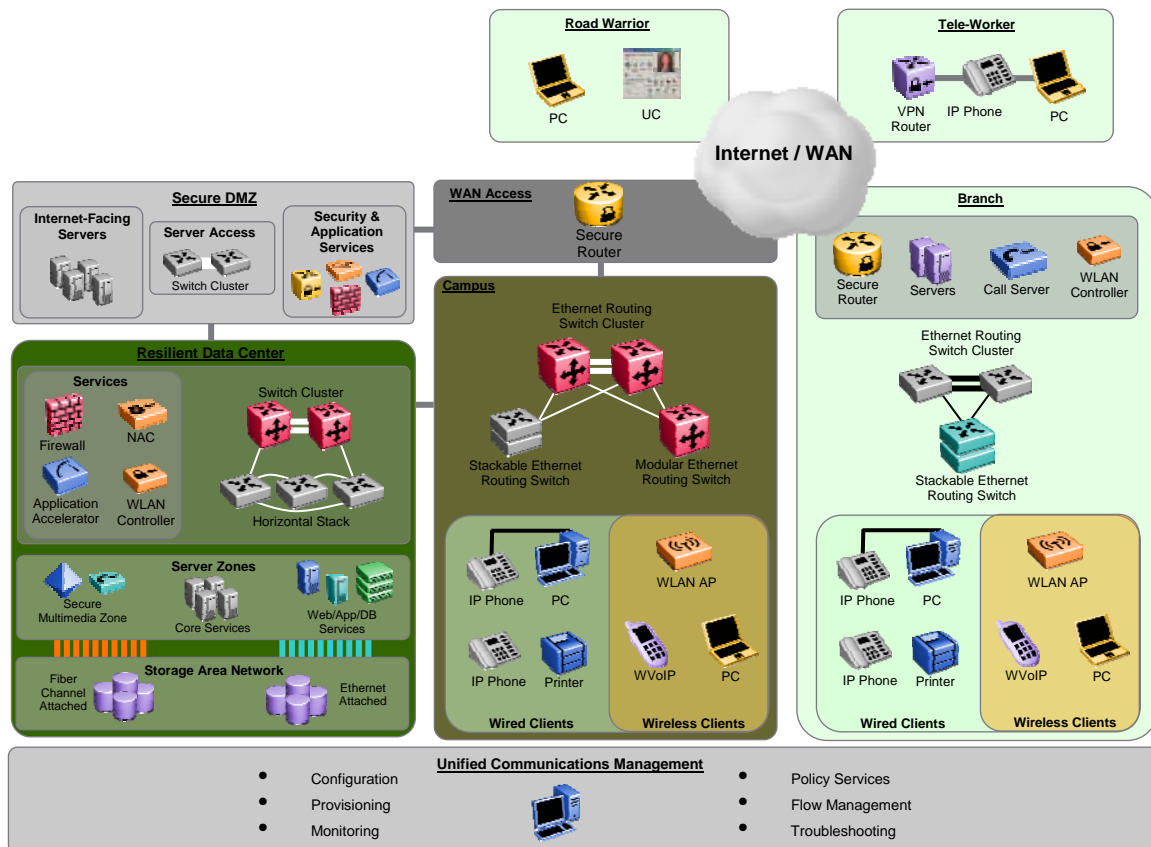 Road Warrior
PC
UC
Tele-Worker
VPN
Router
IP Phone
PC
Internet / WAN
Secure DMZ
Internet-Facing
Servers
Server Access
Switch Cluster
Security &
Application
Services
WAN Access
Secure
Router
Branch
Secure
Router
Servers
Call Server
WLAN
Controller
Ethernet Routing
Switch Cluster
Stackable Ethernet
Routing Switch
IP Phone
PC
IP Phone
Printer
Wired Clients
WLAN AP
WVoIP
PC
Wireless Clients
Campus
Ethernet Routing
Switch Cluster
Stackable Ethernet
Routing Switch
Modular Ethernet
Routing Switch
IP Phone
PC
IP Phone
Printer
Wired Clients
WLAN AP
WVoIP
PC
Wireless Clients
Resilient Data Center
Services
Firewall
NAC
Application
Accelerator
WLAN
Controller
Switch Cluster
Horizontal Stack
Server Zones
Secure
Multimedia Zone
Core Services
Web/App/DB
Services
Storage Area Network
Fiber
Channel
Attached
Ethernet
Attached
Unified Communications Management
• Configuration
• Provisioning
• Monitoring
• Policy Services
• Flow Management
• Troubleshooting